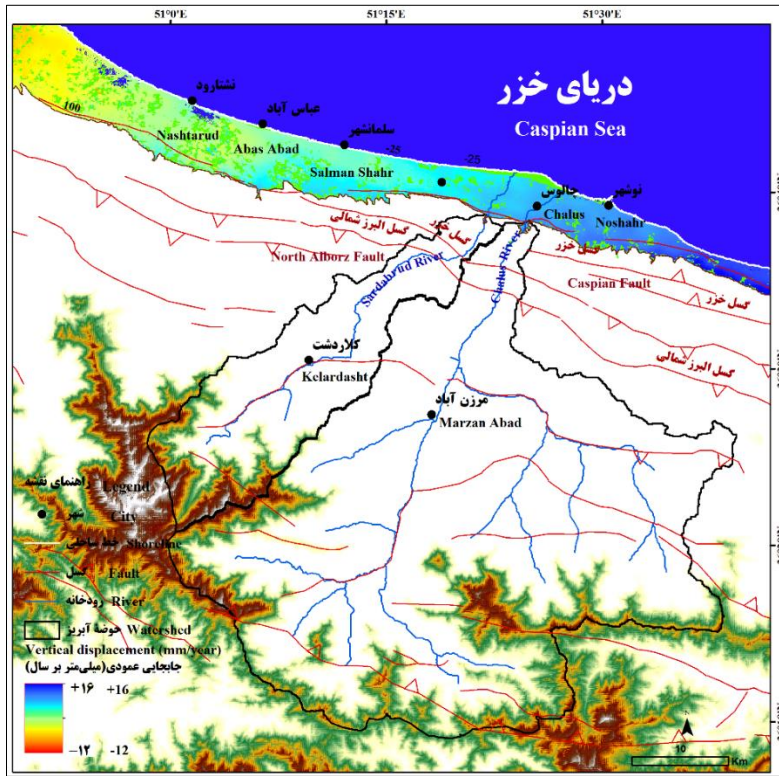 51°0'E
51°15'E
51°30'E
دریای خزر
Caspian Sea
نشتارود
Nashtarud
عباس آباد
Abas Abad
سلمانشهر
Salman Shahr
100
-25
-25
چالوس
Chalus
نوشهر
Noshahr
گسل البرز شمالی
North Alborz Fault
گسل خزر
گسل خزر
Caspian Fault
گسل خزر
گسل البرز شمالی
Sardabrud River
Chalus River
کلاردشت
Kelardasht
مرزن آباد
Marzan Abad
راهنمای نقشه
Legend
شهر City
خط ساحلی Shoreline
گسل Fault
رودخانه River
حوضهٔ آبریز Watershed
Vertical displacement (mm/year)
جابجایی عمودی(میلی‌متر بر سال)
+۱۶ +16
-۱۲ -12
10
Km